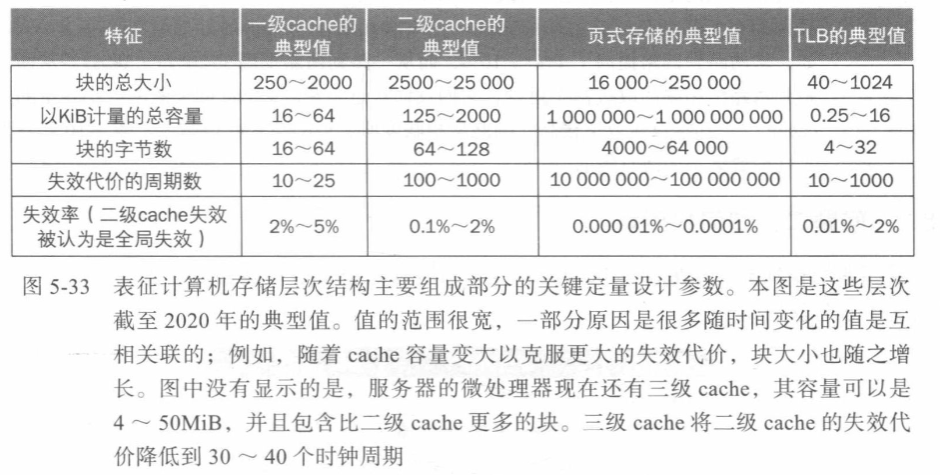 特征 一级cache的典型值 二级cache的典型值 页式存储的典型值 TLB的典型值
块的总大小 250~2000 2500~25 000 16 000~250 000 40~1024
以KiB计量的总容量 16~64 125~2000 1 000 000~1 000 000 000 0.25~16
块的字节数 16~64 64~128 4000~64 000 4~32
失效代价的周期数 10~25 100~1000 10 000 000~100 000 000 10~1000
失效率（二级cache失效被认为是全局失效） 2%~5% 0.1%~2% 0.000 01%~0.0001% 0.01%~2%
图 5-33 表征计算机存储层次结构主要组成部分的关键定量设计参数。本图是这些层次
截至 2020 年的典型值。值的范围很宽，一部分原因是很多随时间变化的值是互
相关联的；例如，随着 cache 容量变大以克服更大的失效代价，块大小也随之增
长。图中没有显示的是，服务器的微处理器现在还有三级 cache，其容量可以是
4 ~ 50MiB，并且包含比二级 cache 更多的块。三级 cache 将二级 cache 的失效代
价降低到 30 ~ 40 个时钟周期